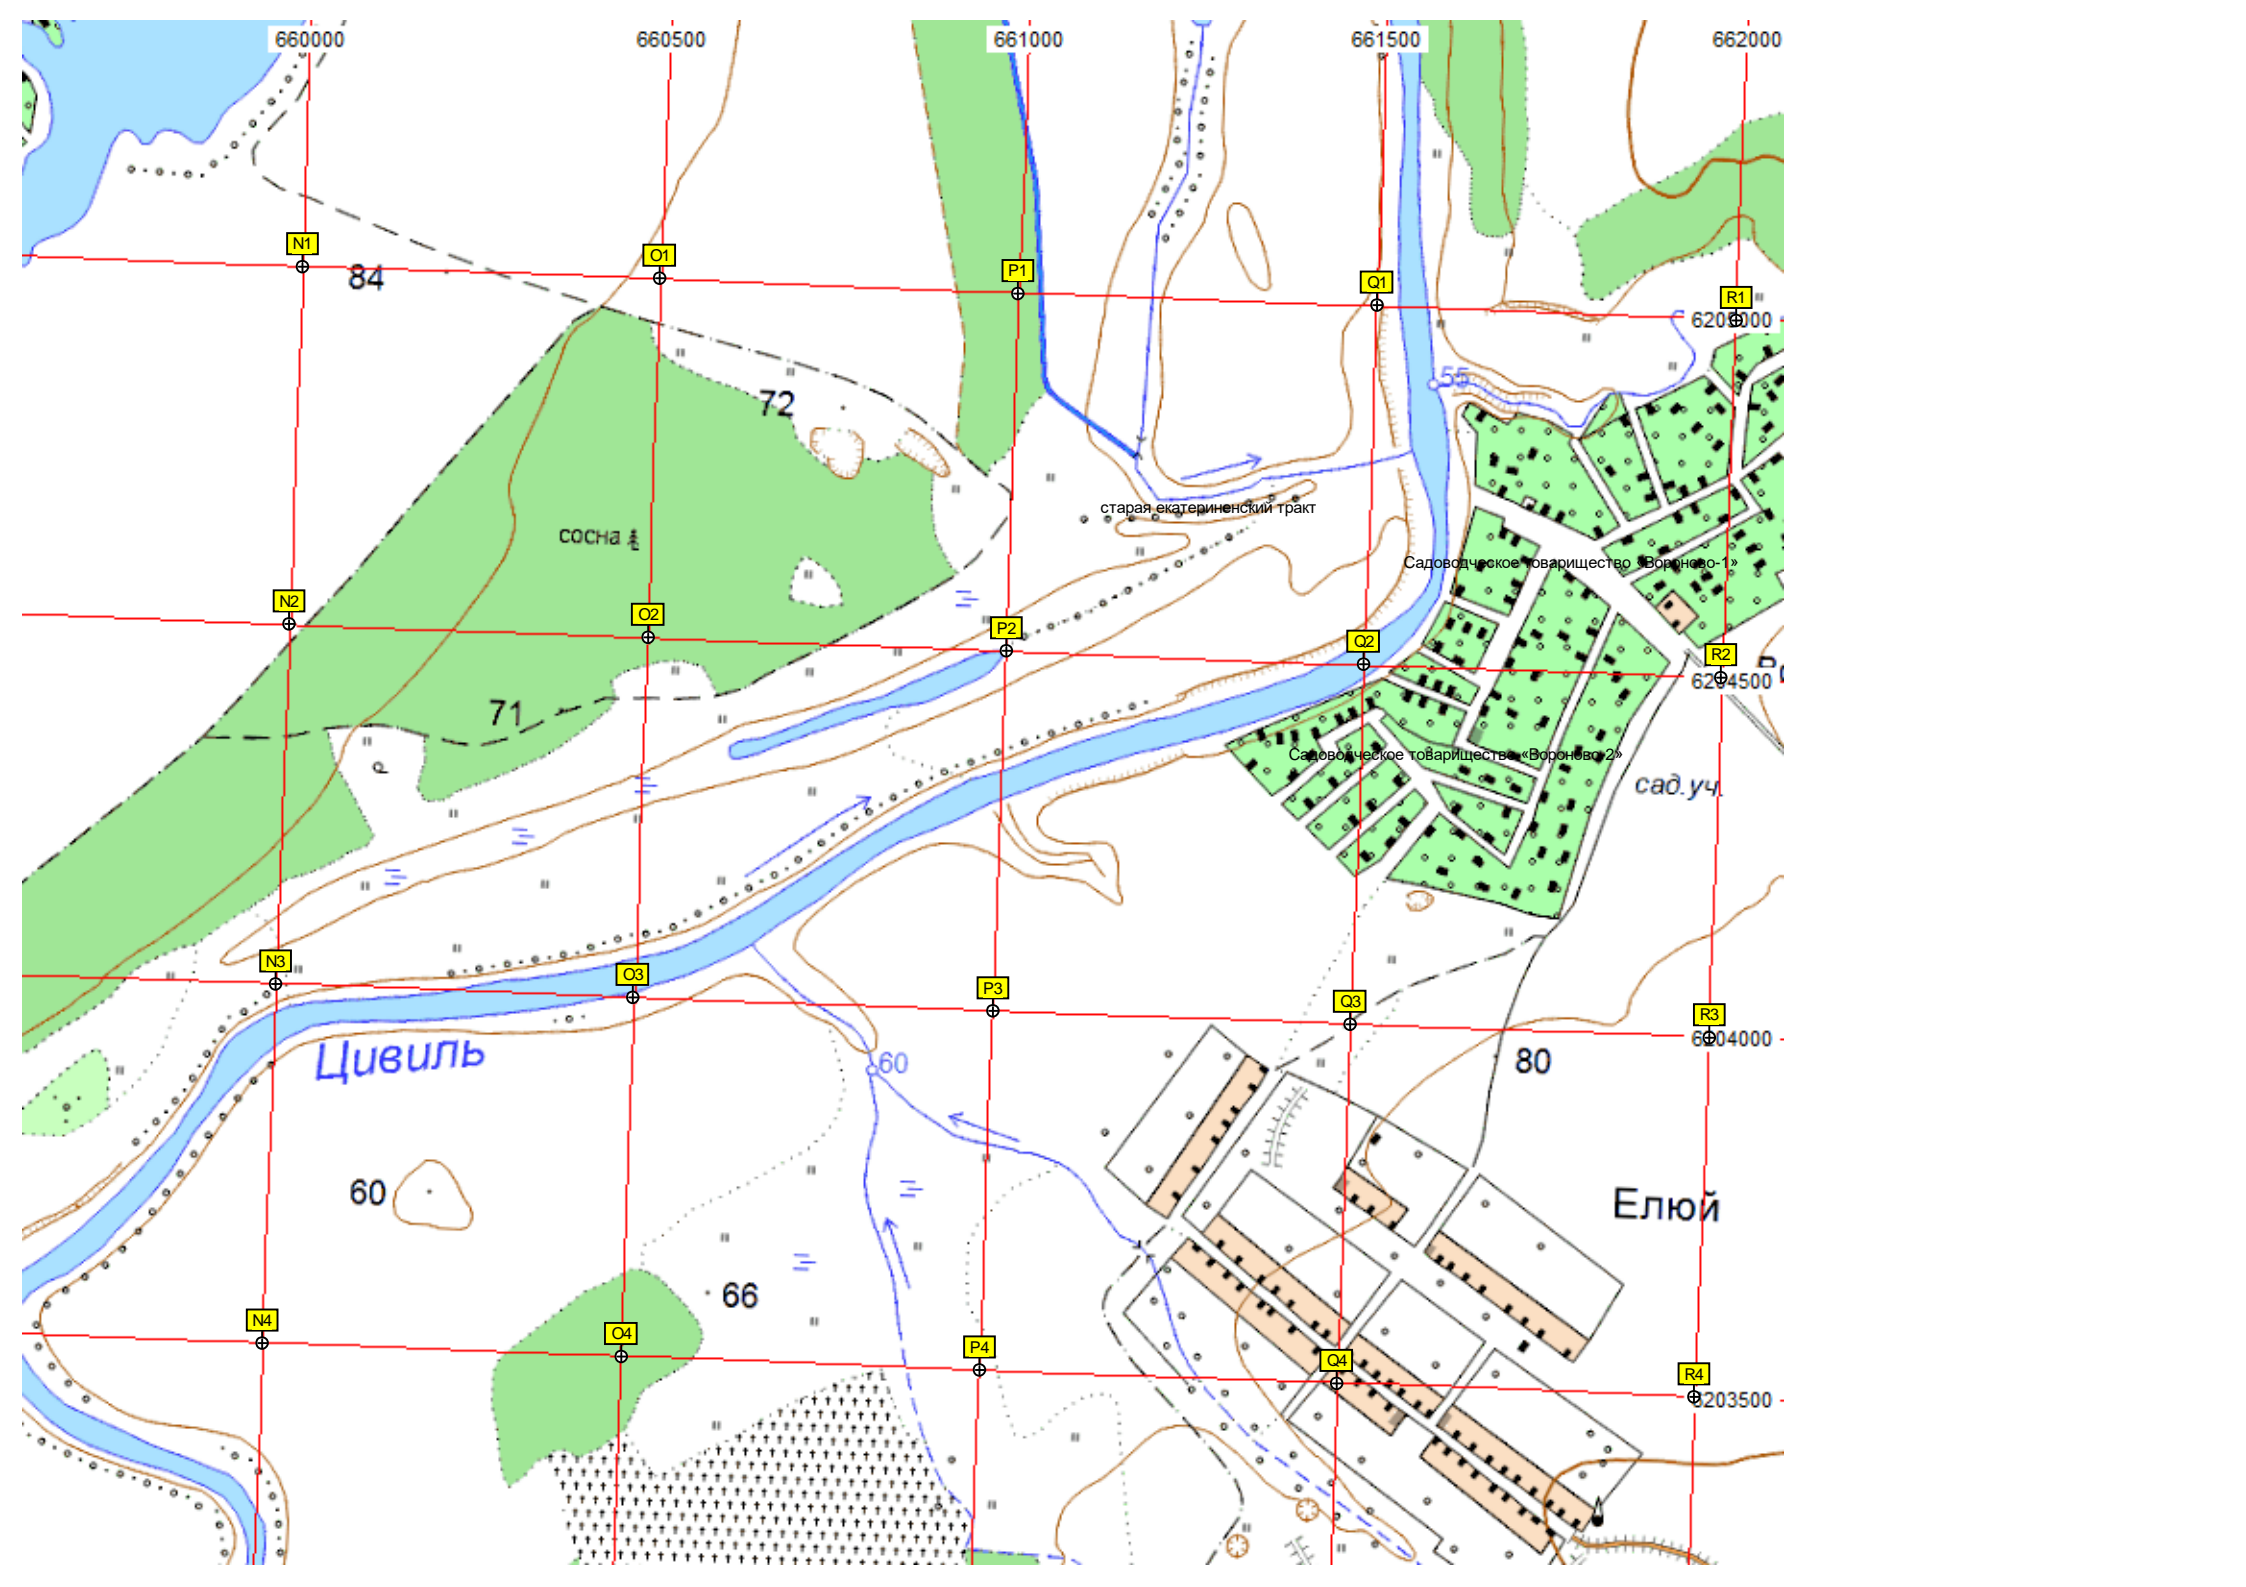 660000 660500 661000 661500 662000
N1 O1 P1 Q1 R1
84
6205000
55
72
старая екатериненский тракт
сосна
Садоводческое товарищество «Вороново-1»
N2 O2 P2 Q2 R2
6204500
71
Садоводческое товарищество «Вороново-2»
сад.уч.
N3 O3 P3 Q3 R3
6204000
Цивиль
60
80
60
Елюй
66
N4 O4 P4 Q4 R4
6203500